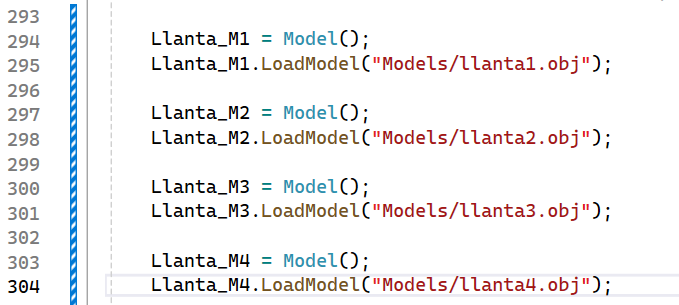 293
294 Llanta_M1 = Model();
295 Llanta_M1.LoadModel("Models/llanta1.obj");
296
297 Llanta_M2 = Model();
298 Llanta_M2.LoadModel("Models/llanta2.obj");
299
300 Llanta_M3 = Model();
301 Llanta_M3.LoadModel("Models/llanta3.obj");
302
303 Llanta_M4 = Model();
304 Llanta_M4.LoadModel("Models/llanta4.obj");